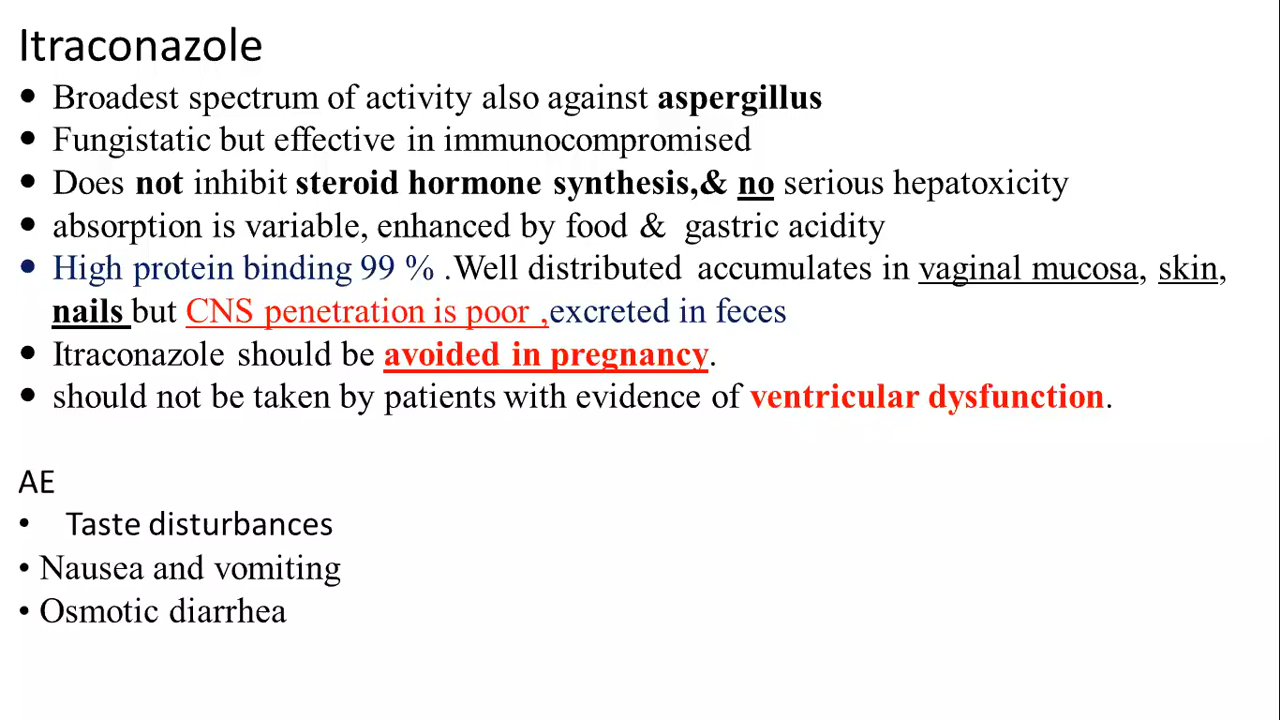 Itraconazole
• Broadest spectrum of activity also against aspergillus
• Fungistatic but effective in immunocompromised
• Does not inhibit steroid hormone synthesis,& no serious hepatoxicity
• absorption is variable, enhanced by food & gastric acidity
• High protein binding 99 % .Well distributed accumulates in vaginal mucosa, skin,
nails but CNS penetration is poor ,excreted in feces
• Itraconazole should be avoided in pregnancy.
• should not be taken by patients with evidence of ventricular dysfunction.
AE
• Taste disturbances
• Nausea and vomiting
• Osmotic diarrhea